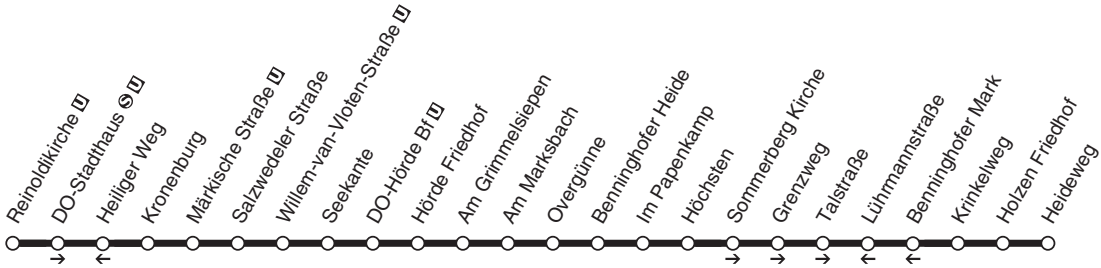 Reinoldikirche U
DO-Stadthaus S U
Heiliger Weg
Kronenburg
Märkische Straße U
Salzwedeler Straße
Willem-van-Vloten-Straße U
Seekante
DO-Hörde Bf U
Hörde Friedhof
Am Grimmelsiepen
Am Marksbach
Overgünne
Benninghofer Heide
Im Papenkamp
Höchsten
Sommerberg Kirche
Grenzweg
Talstraße
Lührmannstraße
Benninghofer Mark
Krinkelweg
Holzen Friedhof
Heideweg